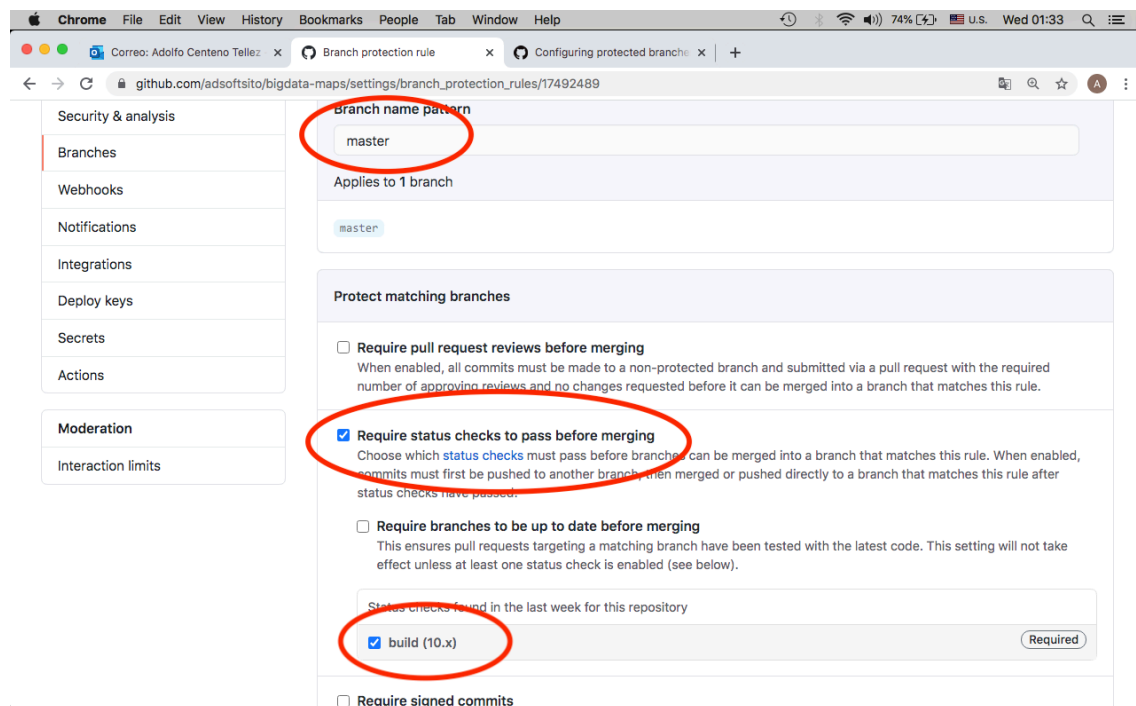 Chrome File Edit View History Bookmarks People Tab Window Help 74% U.S. Wed 01:33
Correo: Adolfo Centeno Tellez Branch protection rule Configuring protected branche
github.com/adsoftsito/bigdata-maps/settings/branch_protection_rules/17492489 A
Security & analysis
Branches
Webhooks
Notifications
Integrations
Deploy keys
Secrets
Actions
Moderation
Interaction limits
Branch name pattern
master
Applies to 1 branch
master
Protect matching branches
Require pull request reviews before merging
When enabled, all commits must be made to a non-protected branch and submitted via a pull request with the required
number of approving reviews and no changes requested before it can be merged into a branch that matches this rule.
Require status checks to pass before merging
Choose which status checks must pass before branches can be merged into a branch that matches this rule. When enabled,
commits must first be pushed to another branch, then merged or pushed directly to a branch that matches this rule after
status checks have passed.
Require branches to be up to date before merging
This ensures pull requests targeting a matching branch have been tested with the latest code. This setting will not take
effect unless at least one status check is enabled (see below).
Status checks found in the last week for this repository
build (10.x) Required
Require signed commits